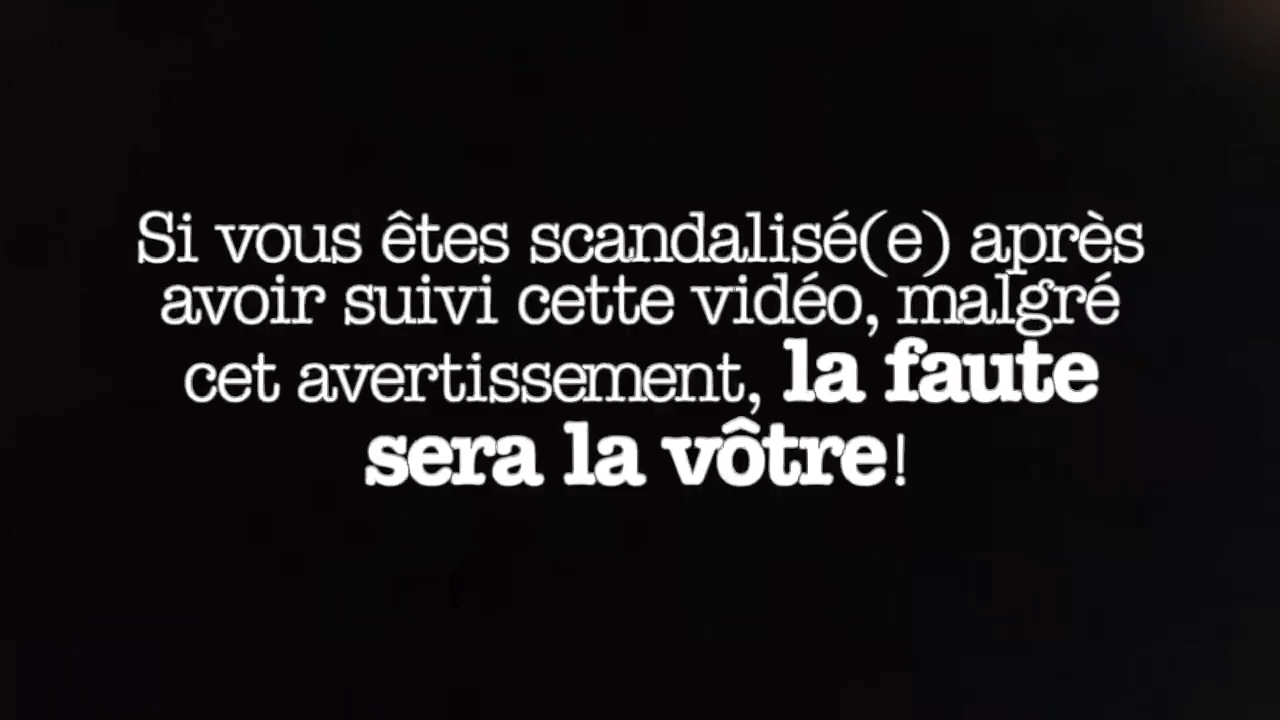 Si vous êtes scandalisé(e) après
avoir suivi cette vidéo, malgré
cet avertissement, la faute
sera la vôtre!